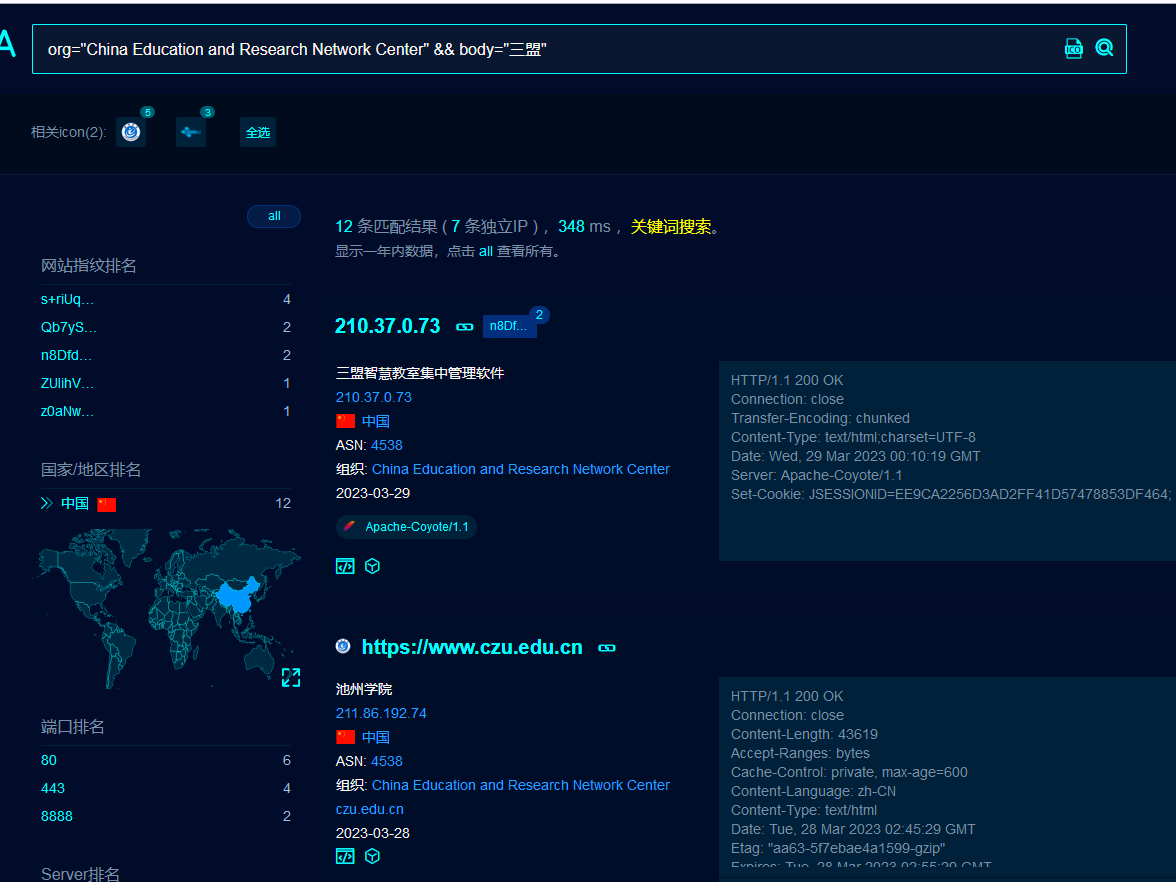 A
org="China Education and Research Network Center" && body="三盟"
ICO
相关icon(2):
5
3
全选
all
12 条匹配结果 ( 7 条独立IP ) ，348 ms ，关键词搜索。
显示一年内数据，点击 all 查看所有。
网站指纹排名
s+riUq… 4
Qb7yS… 2
n8Dfd… 2
ZUlihV… 1
z0aNw… 1
国家/地区排名
中国 12
端口排名
80 6
443 4
8888 2
Server排名
210.37.0.73
n8Df…
2
三盟智慧教室集中管理软件
210.37.0.73
中国
ASN: 4538
组织: China Education and Research Network Center
2023-03-29
Apache-Coyote/1.1
HTTP/1.1 200 OK
Connection: close
Transfer-Encoding: chunked
Content-Type: text/html;charset=UTF-8
Date: Wed, 29 Mar 2023 00:10:19 GMT
Server: Apache-Coyote/1.1
Set-Cookie: JSESSIONID=EE9CA2256D3AD2FF41D57478853DF464;
https://www.czu.edu.cn
池州学院
211.86.192.74
中国
ASN: 4538
组织: China Education and Research Network Center
czu.edu.cn
2023-03-28
HTTP/1.1 200 OK
Connection: close
Content-Length: 43619
Accept-Ranges: bytes
Cache-Control: private, max-age=600
Content-Language: zh-CN
Content-Type: text/html
Date: Tue, 28 Mar 2023 02:45:29 GMT
Etag: "aa63-5f7ebae4a1599-gzip"
Expires: Tue, 28 Mar 2023 02:55:29 GMT